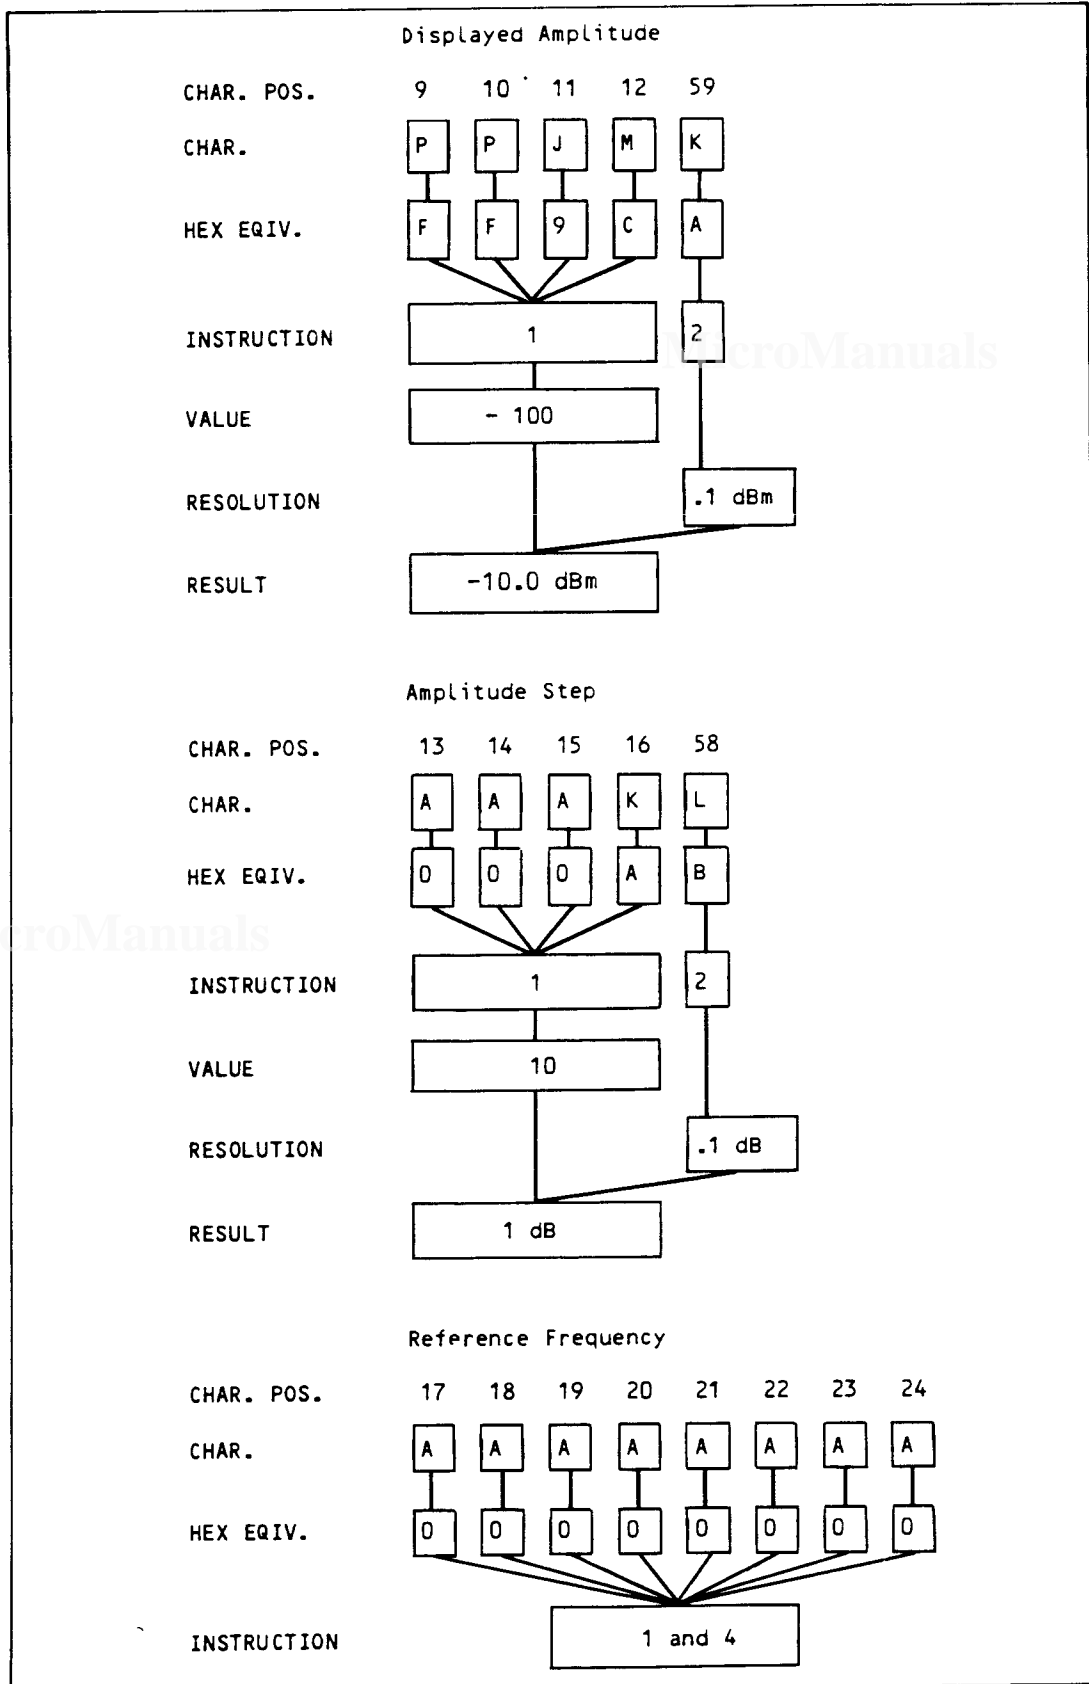 Displayed Amplitude
CHAR. POS. 9 10 11 12 59
CHAR. P P J M K
HEX EQIV. F F 9 C A
INSTRUCTION 1 2
MicroManuals
VALUE - 100
RESOLUTION .1 dBm
RESULT -10.0 dBm
Amplitude Step
CHAR. POS. 13 14 15 16 58
CHAR. A A A K L
HEX EQIV. 0 0 0 A B
croManuals
INSTRUCTION 1 2
VALUE 10
RESOLUTION .1 dB
RESULT 1 dB
Reference Frequency
CHAR. POS. 17 18 19 20 21 22 23 24
CHAR. A A A A A A A A
HEX EQIV. 0 0 0 0 0 0 0 0
INSTRUCTION 1 and 4